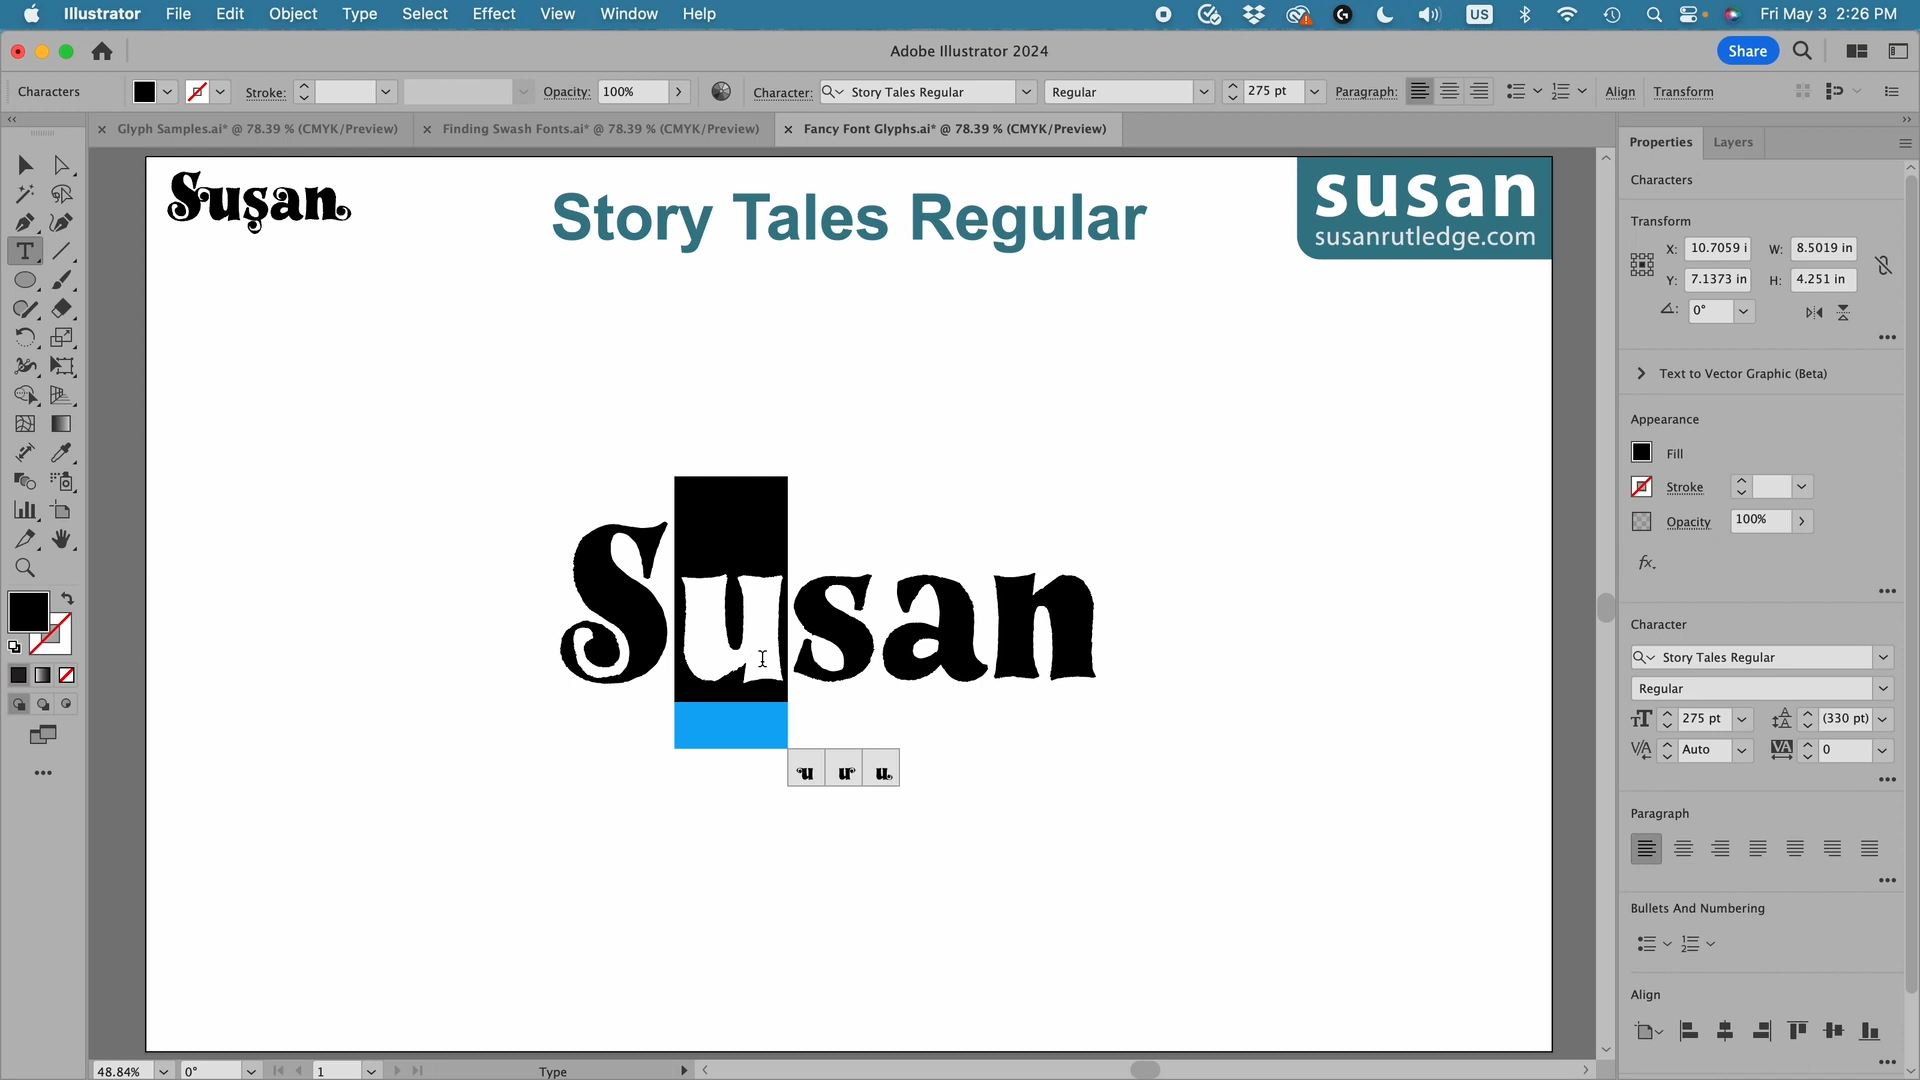 Illustrator File Edit Object Type Select Effect View Window Help US Fri May 3 2:26 PM
Adobe Illustrator 2024 Share
Characters Stroke: Opacity: 100% Character: Story Tales Regular Regular 275 pt Paragraph: Align Transform
Glyph Samples.ai* @ 78.39 % (CMYK/Preview) Finding Swash Fonts.ai* @ 78.39 % (CMYK/Preview) Fancy Font Glyphs.ai* @ 78.39 % (CMYK/Preview)
Susan
Story Tales Regular
susan
susanrutledge.com
Susan
u u u
Properties Layers
Characters
Transform
X: 10.7059 i W: 8.5019 in
Y: 7.1373 in H: 4.251 in
0°
Text to Vector Graphic (Beta)
Appearance
Fill
Stroke
Opacity 100%
fx.
Character
Story Tales Regular
Regular
275 pt (330 pt)
Auto 0
Paragraph
Bullets And Numbering
Align
48.84% 0° 1 Type